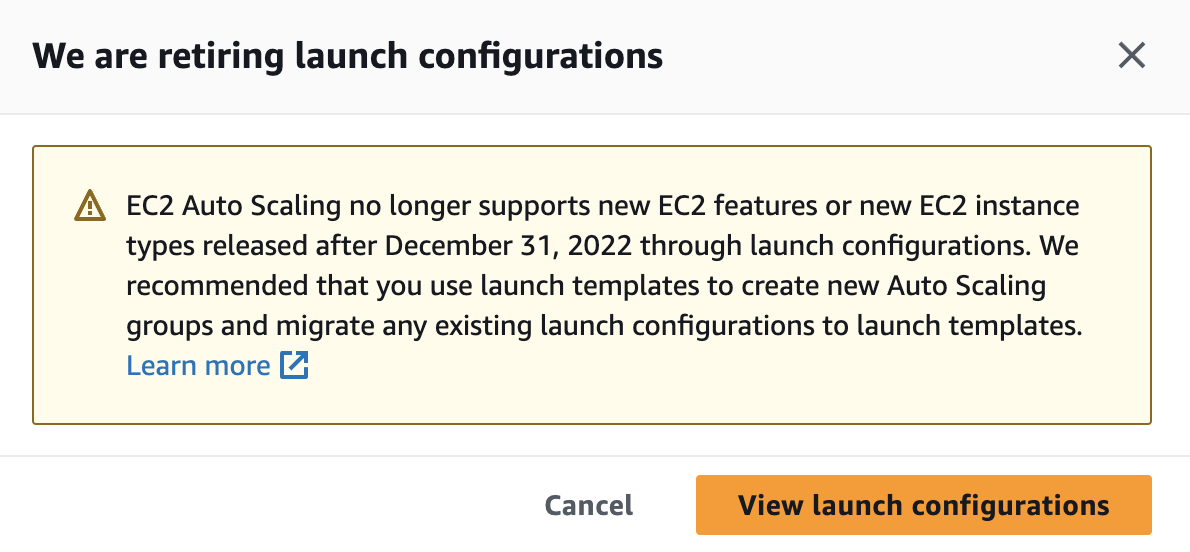 We are retiring launch configurations
EC2 Auto Scaling no longer supports new EC2 features or new EC2 instance
types released after December 31, 2022 through launch configurations. We
recommended that you use launch templates to create new Auto Scaling
groups and migrate any existing launch configurations to launch templates.
Learn more
Cancel
View launch configurations